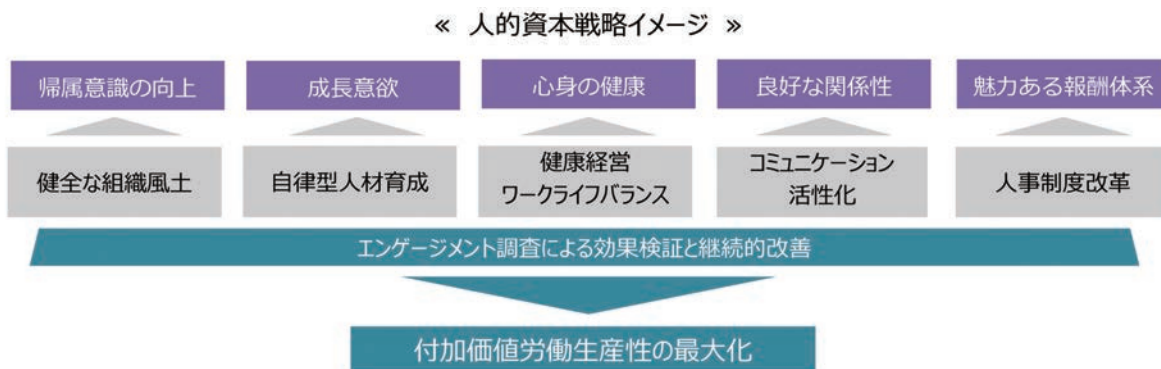 ≪ 人的資本戦略イメージ ≫
帰属意識の向上
成長意欲
心身の健康
良好な関係性
魅力ある報酬体系
健全な組織風土
自律型人材育成
健康経営
ワークライフバランス
コミュニケーション
活性化
人事制度改革
エンゲージメント調査による効果検証と継続的改善
付加価値労働生産性の最大化